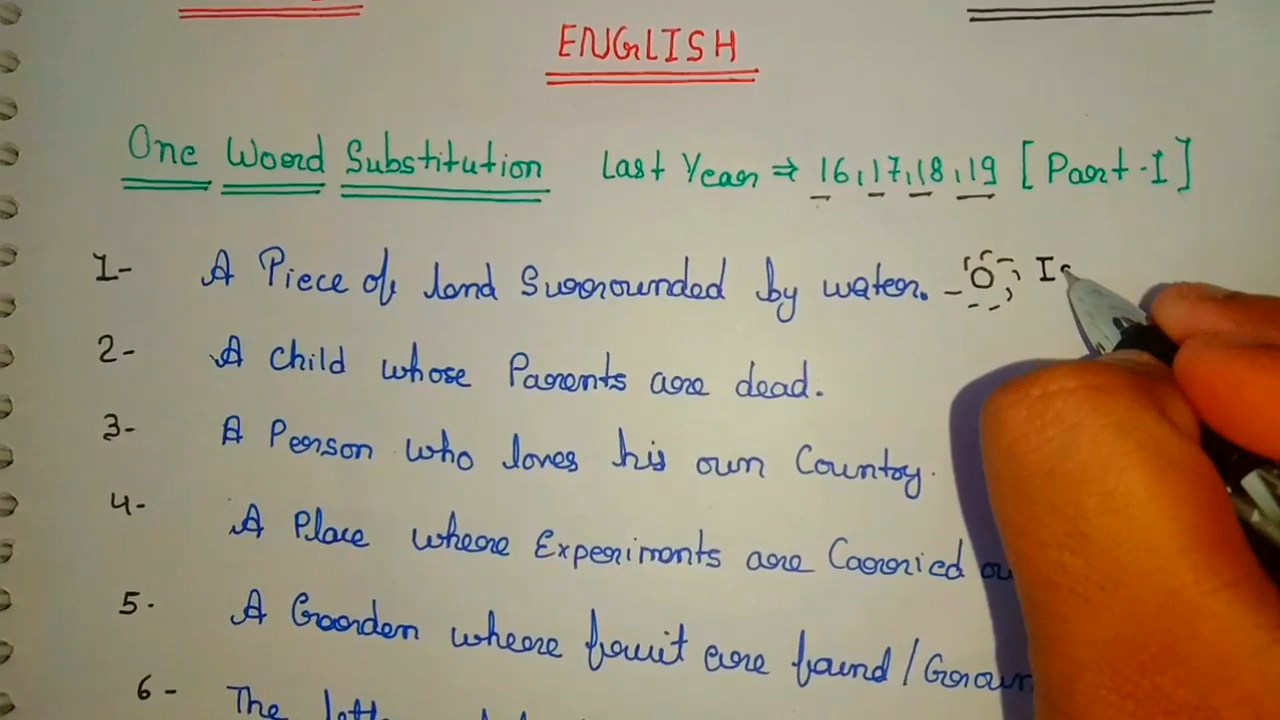 ENGLISH
One Word Substitution Last Year ⇒ 16, 17, 18, 19 [Part-I]
1- A Piece of land Surrounded by water. Is
2- A Child whose Parents are dead.
3- A Person who loves his own Country.
4- A Place where Experiments are Carried
5. A Garden where fruit are found/Grown
6- The